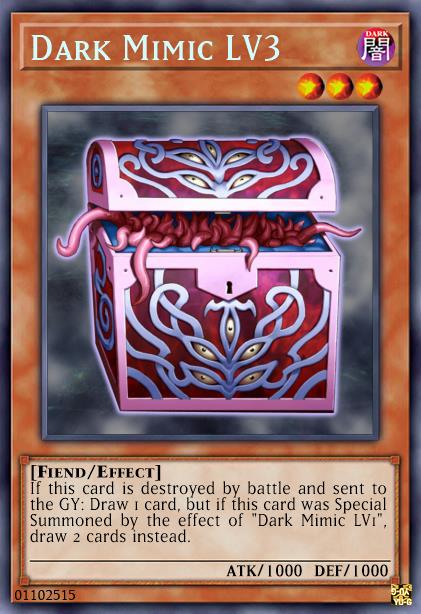 Dark Mimic LV3
DARK
闇
[Fiend/Effect]
If this card is destroyed by battle and sent to
the GY: Draw 1 card, but if this card was Special
Summoned by the effect of "Dark Mimic LV1",
draw 2 cards instead.
ATK/1000 DEF/1000
01102515